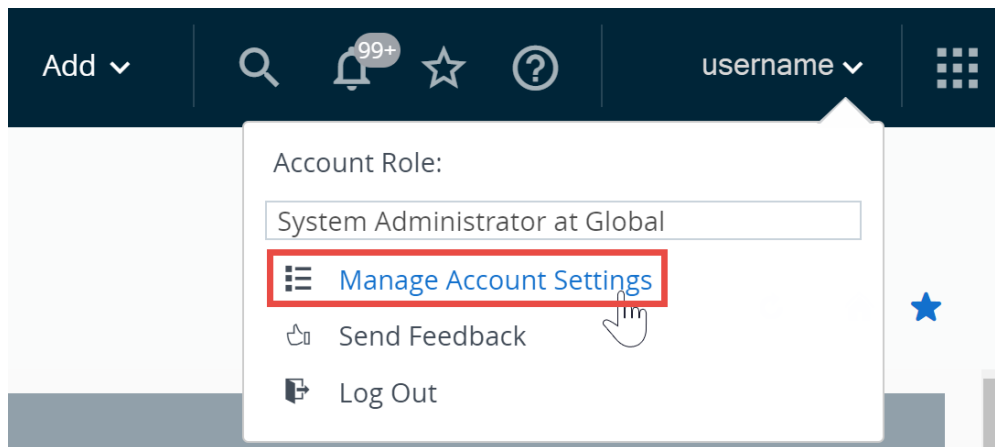 Add
99+
username
Account Role:
System Administrator at Global
Manage Account Settings
Send Feedback
Log Out